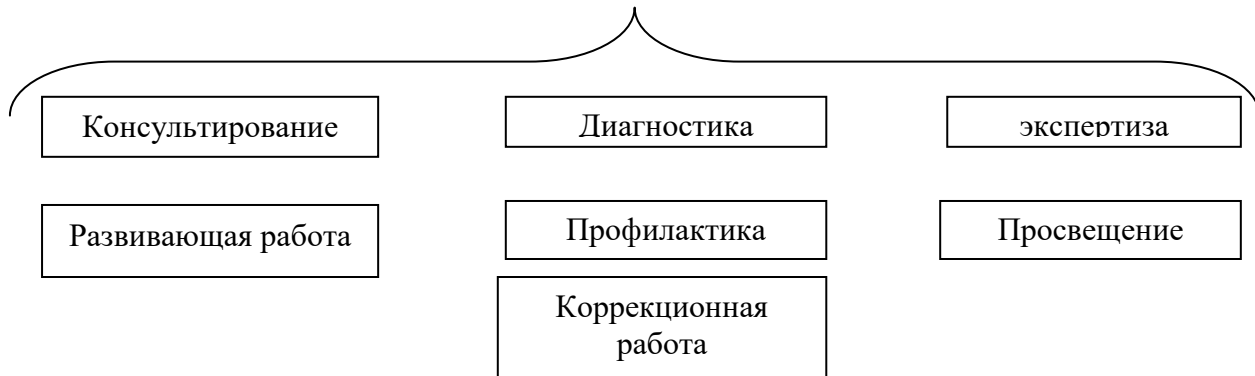 Консультирование
Диагностика
экспертиза
Развивающая работа
Профилактика
Просвещение
Коррекционная
работа